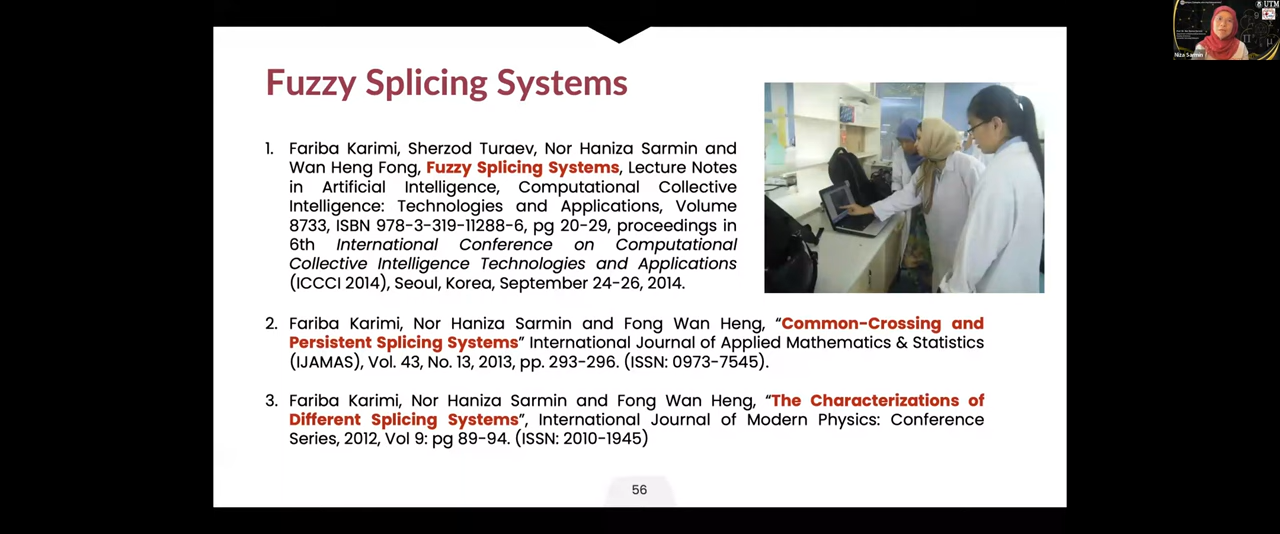 Fuzzy Splicing Systems
1. Fariba Karimi, Sherzod Turaev, Nor Haniza Sarmin and
Wan Heng Fong, Fuzzy Splicing Systems, Lecture Notes
in Artificial Intelligence, Computational Collective
Intelligence: Technologies and Applications, Volume
8733, ISBN 978-3-319-11288-6, pg 20-29, proceedings in
6th International Conference on Computational
Collective Intelligence Technologies and Applications
(ICCCI 2014), Seoul, Korea, September 24-26, 2014.
2. Fariba Karimi, Nor Haniza Sarmin and Fong Wan Heng, “Common-Crossing and
Persistent Splicing Systems” International Journal of Applied Mathematics & Statistics
(IJAMAS), Vol. 43, No. 13, 2013, pp. 293-296. (ISSN: 0973-7545).
3. Fariba Karimi, Nor Haniza Sarmin and Fong Wan Heng, “The Characterizations of
Different Splicing Systems”, International Journal of Modern Physics: Conference
Series, 2012, Vol 9: pg 89-94. (ISSN: 2010-1945)
56
UTM
Niza Sarmin